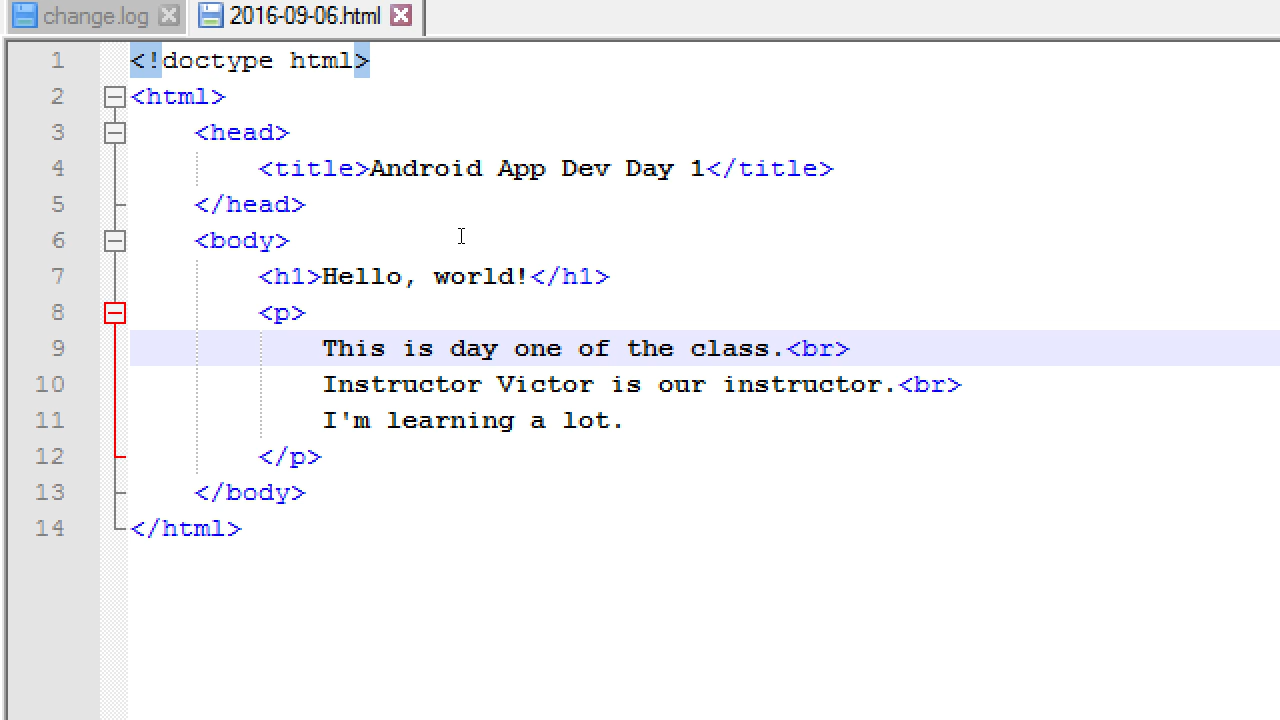 change.log 2016-09-06.html
1 <!doctype html>
2 <html>
3 <head>
4 <title>Android App Dev Day 1</title>
5 </head>
6 <body>
7 <h1>Hello, world!</h1>
8 <p>
9 This is day one of the class.<br>
10 Instructor Victor is our instructor.<br>
11 I'm learning a lot.
12 </p>
13 </body>
14 </html>